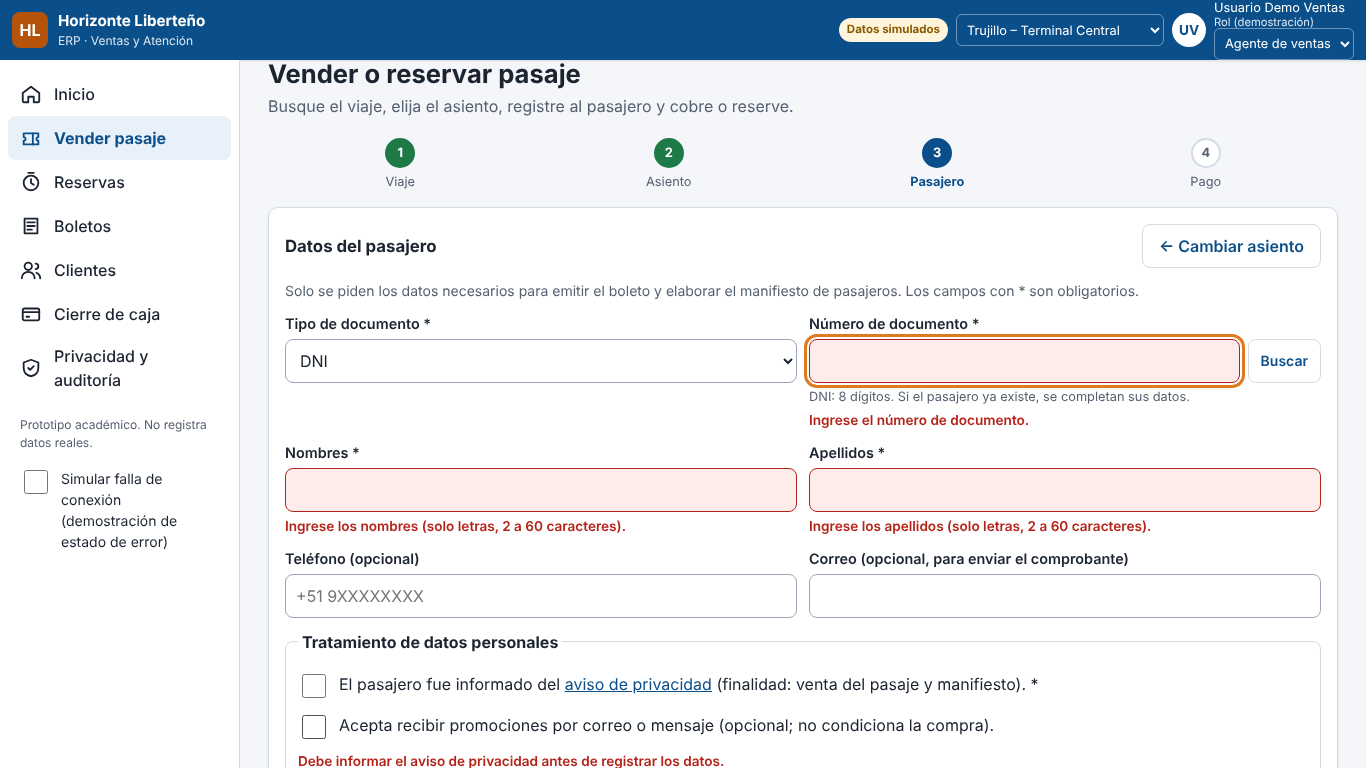 HL
Horizonte Liberteño
ERP · Ventas y Atención
Datos simulados
Trujillo – Terminal Central
UV
Usuario Demo Ventas
Rol (demostración)
Agente de ventas
Inicio
Vender pasaje
Reservas
Boletos
Clientes
Cierre de caja
Privacidad y
auditoría
Prototipo académico. No registra
datos reales.
Simular falla de
conexión
(demostración de
estado de error)
Vender o reservar pasaje
Busque el viaje, elija el asiento, registre al pasajero y cobre o reserve.
1
Viaje
2
Asiento
3
Pasajero
4
Pago
Datos del pasajero
← Cambiar asiento
Solo se piden los datos necesarios para emitir el boleto y elaborar el manifiesto de pasajeros. Los campos con * son obligatorios.
Tipo de documento *
DNI
Número de documento *
Buscar
DNI: 8 dígitos. Si el pasajero ya existe, se completan sus datos.
Ingrese el número de documento.
Nombres *
Ingrese los nombres (solo letras, 2 a 60 caracteres).
Apellidos *
Ingrese los apellidos (solo letras, 2 a 60 caracteres).
Teléfono (opcional)
+51 9XXXXXXXX
Correo (opcional, para enviar el comprobante)
Tratamiento de datos personales
El pasajero fue informado del aviso de privacidad (finalidad: venta del pasaje y manifiesto). *
Acepta recibir promociones por correo o mensaje (opcional; no condiciona la compra).
Debe informar el aviso de privacidad antes de registrar los datos.